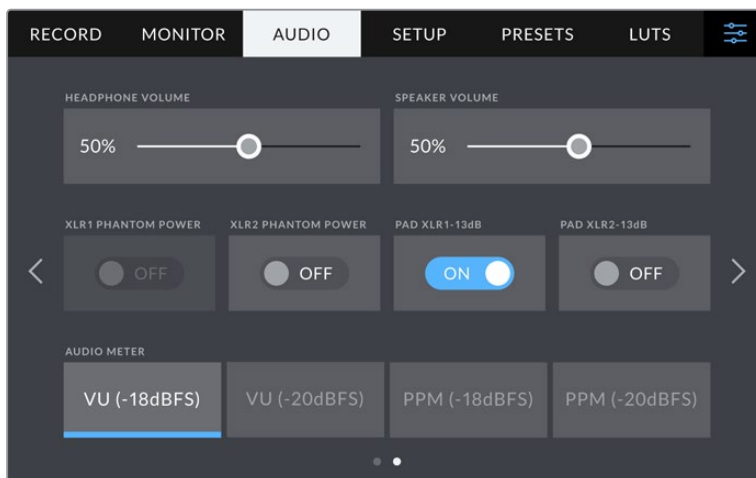 RECORD MONITOR AUDIO SETUP PRESETS LUTS
HEADPHONE VOLUME SPEAKER VOLUME
50% 50%
XLR1 PHANTOM POWER XLR2 PHANTOM POWER PAD XLR1-13dB PAD XLR2-13dB
OFF OFF ON OFF
AUDIO METER
VU (-18dBFS) VU (-20dBFS) PPM (-18dBFS) PPM (-20dBFS)